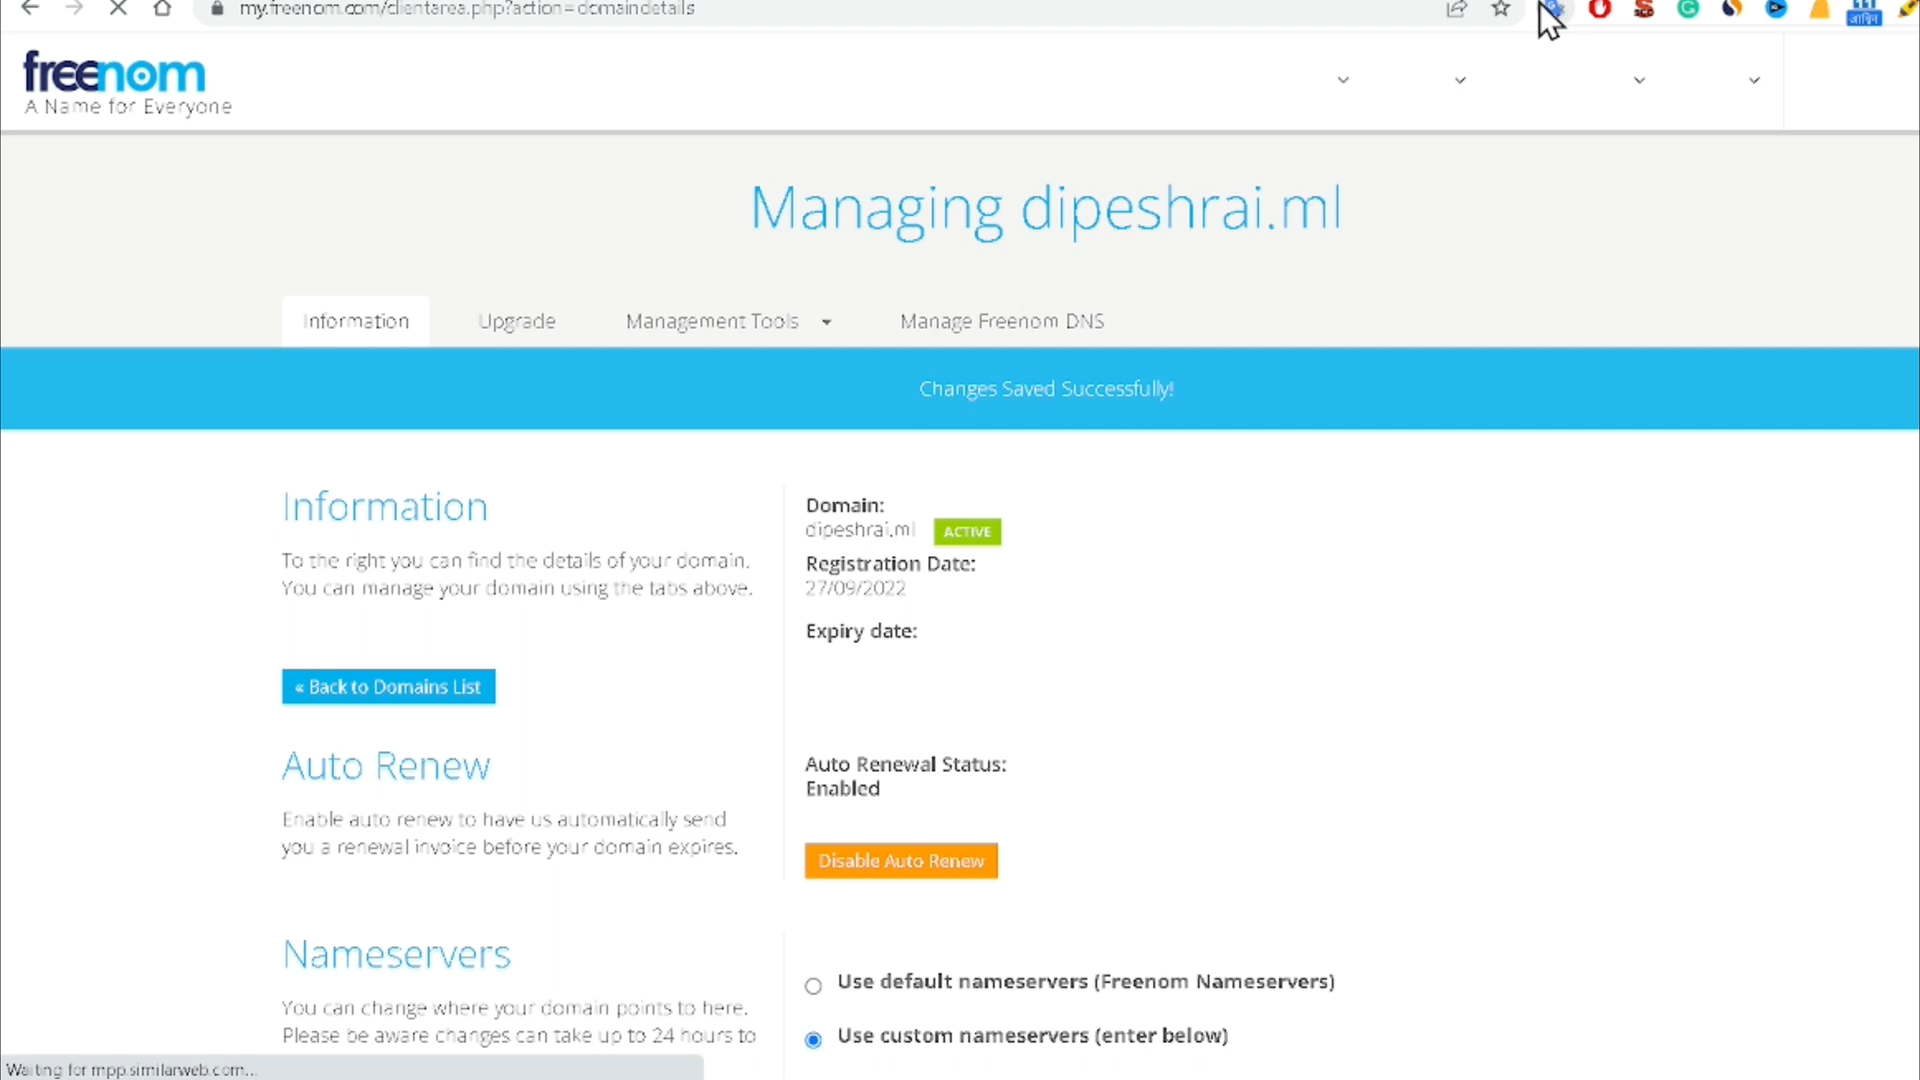 my.freenom.com/clientarea.php?action=domaindetails
freenom
A Name for Everyone
Managing dipeshrai.ml
Information Upgrade Management Tools Manage Freenom DNS
Changes Saved Successfully!
Information
To the right you can find the details of your domain.
You can manage your domain using the tabs above.
« Back to Domains List
Domain:
dipeshrai.ml ACTIVE
Registration Date:
27/09/2022
Expiry date:
Auto Renew
Enable auto renew to have us automatically send
you a renewal invoice before your domain expires.
Auto Renewal Status:
Enabled
Disable Auto Renew
Nameservers
You can change where your domain points to here.
Please be aware changes can take up to 24 hours to
Use default nameservers (Freenom Nameservers)
Use custom nameservers (enter below)
Waiting for mpp.similarweb.com...